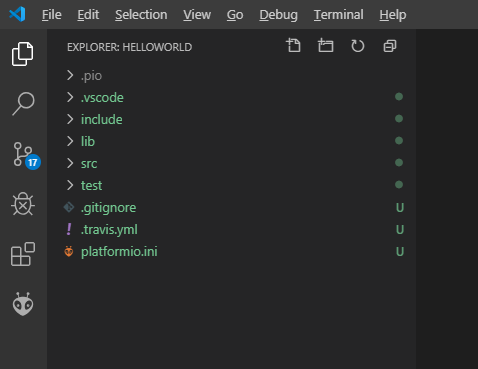 File Edit Selection View Go Debug Terminal Help
EXPLORER: HELLOWORLD
.pio
.vscode
include
lib
17
src
test
.gitignore U
.travis.yml U
platformio.ini U